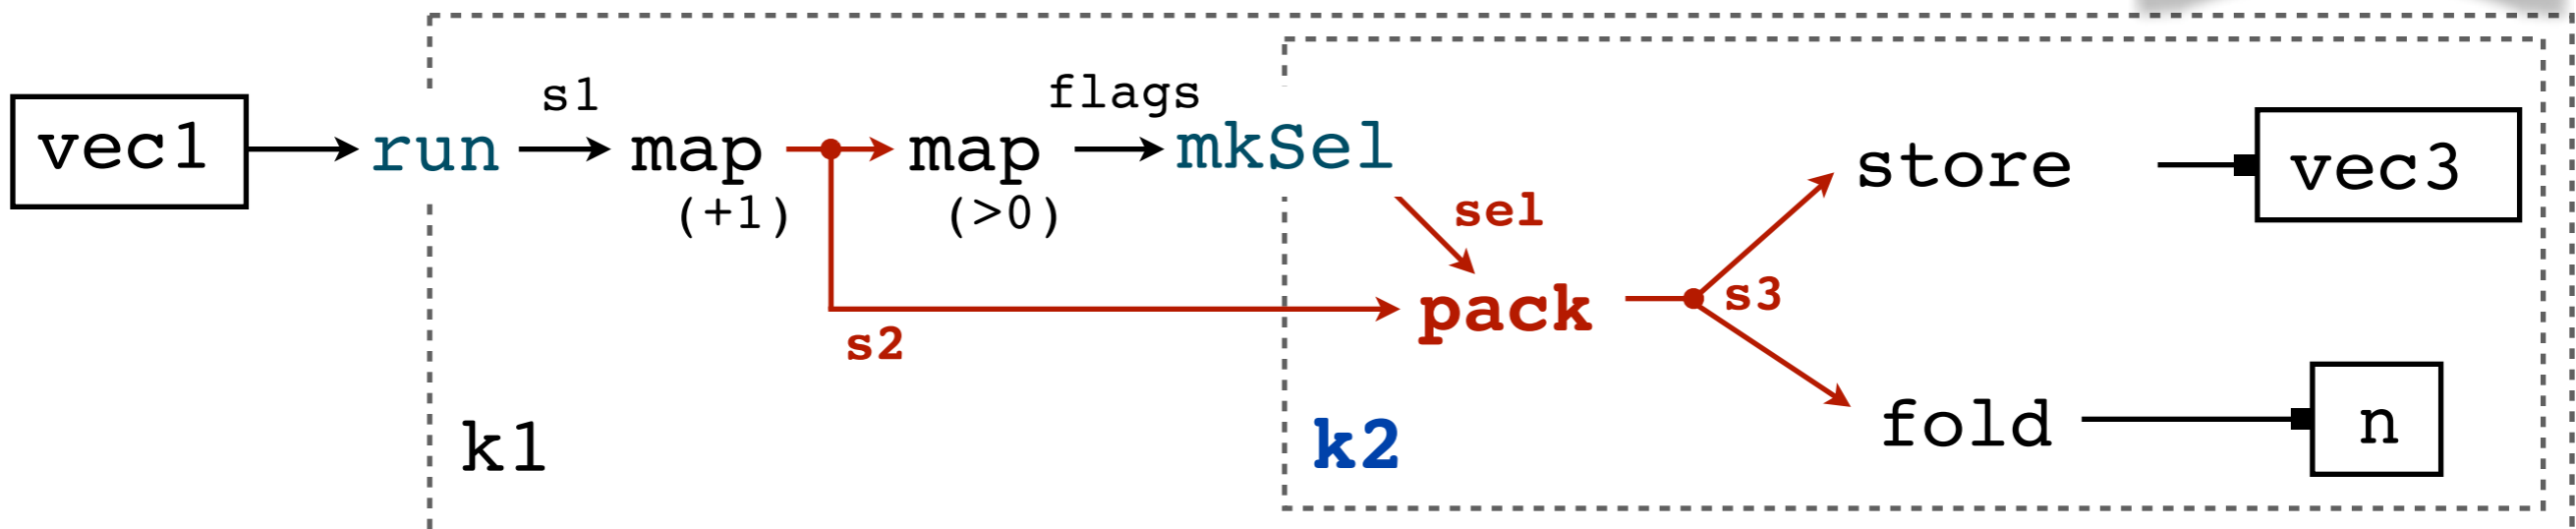 s1
flags
vec1
run
map
map
mkSel
store
vec3
(+1)
(>0)
sel
s2
pack
s3
k1
k2
fold
n